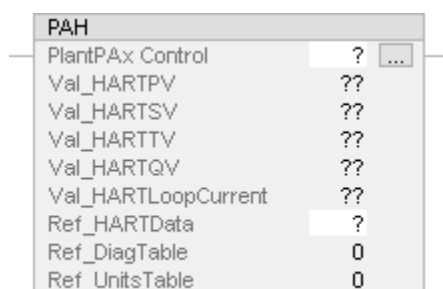 PAH
PlantPAx Control ? ...
Val_HARTPV ??
Val_HARTSV ??
Val_HARTTV ??
Val_HARTQV ??
Val_HARTLoopCurrent ??
Ref_HARTData ?
Ref_DiagTable 0
Ref_UnitsTable 0